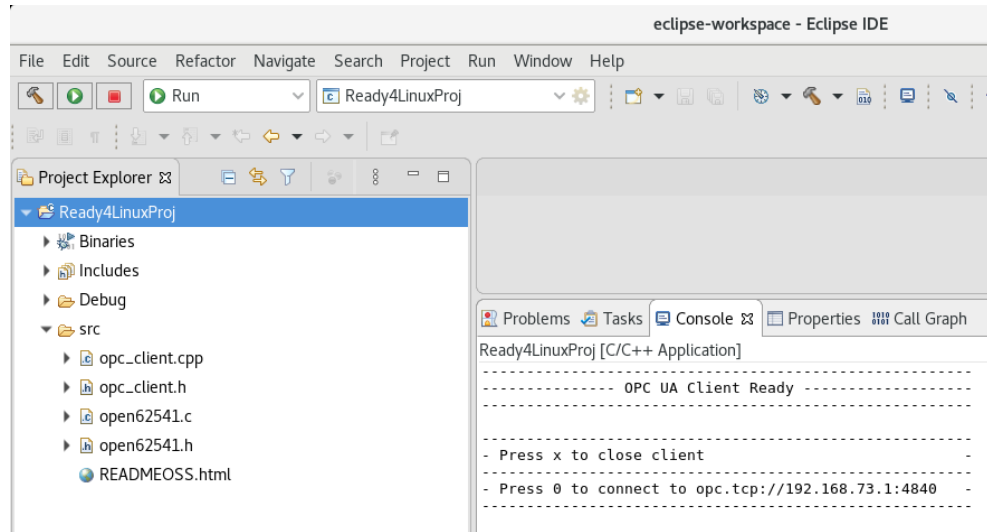 eclipse-workspace - Eclipse IDE
File Edit Source Refactor Navigate Search Project Run Window Help
Run
Ready4LinuxProj
Project Explorer
Ready4LinuxProj
Binaries
Includes
Debug
src
opc_client.cpp
opc_client.h
open62541.c
open62541.h
READMEOSS.html
Problems Tasks Console Properties Call Graph
Ready4LinuxProj [C/C++ Application]
-------------------------------------------------------
--------------- OPC UA Client Ready -------------------
-------------------------------------------------------
-------------------------------------------------------
- Press x to close client -
-------------------------------------------------------
- Press 0 to connect to opc.tcp://192.168.73.1:4840 -
-------------------------------------------------------